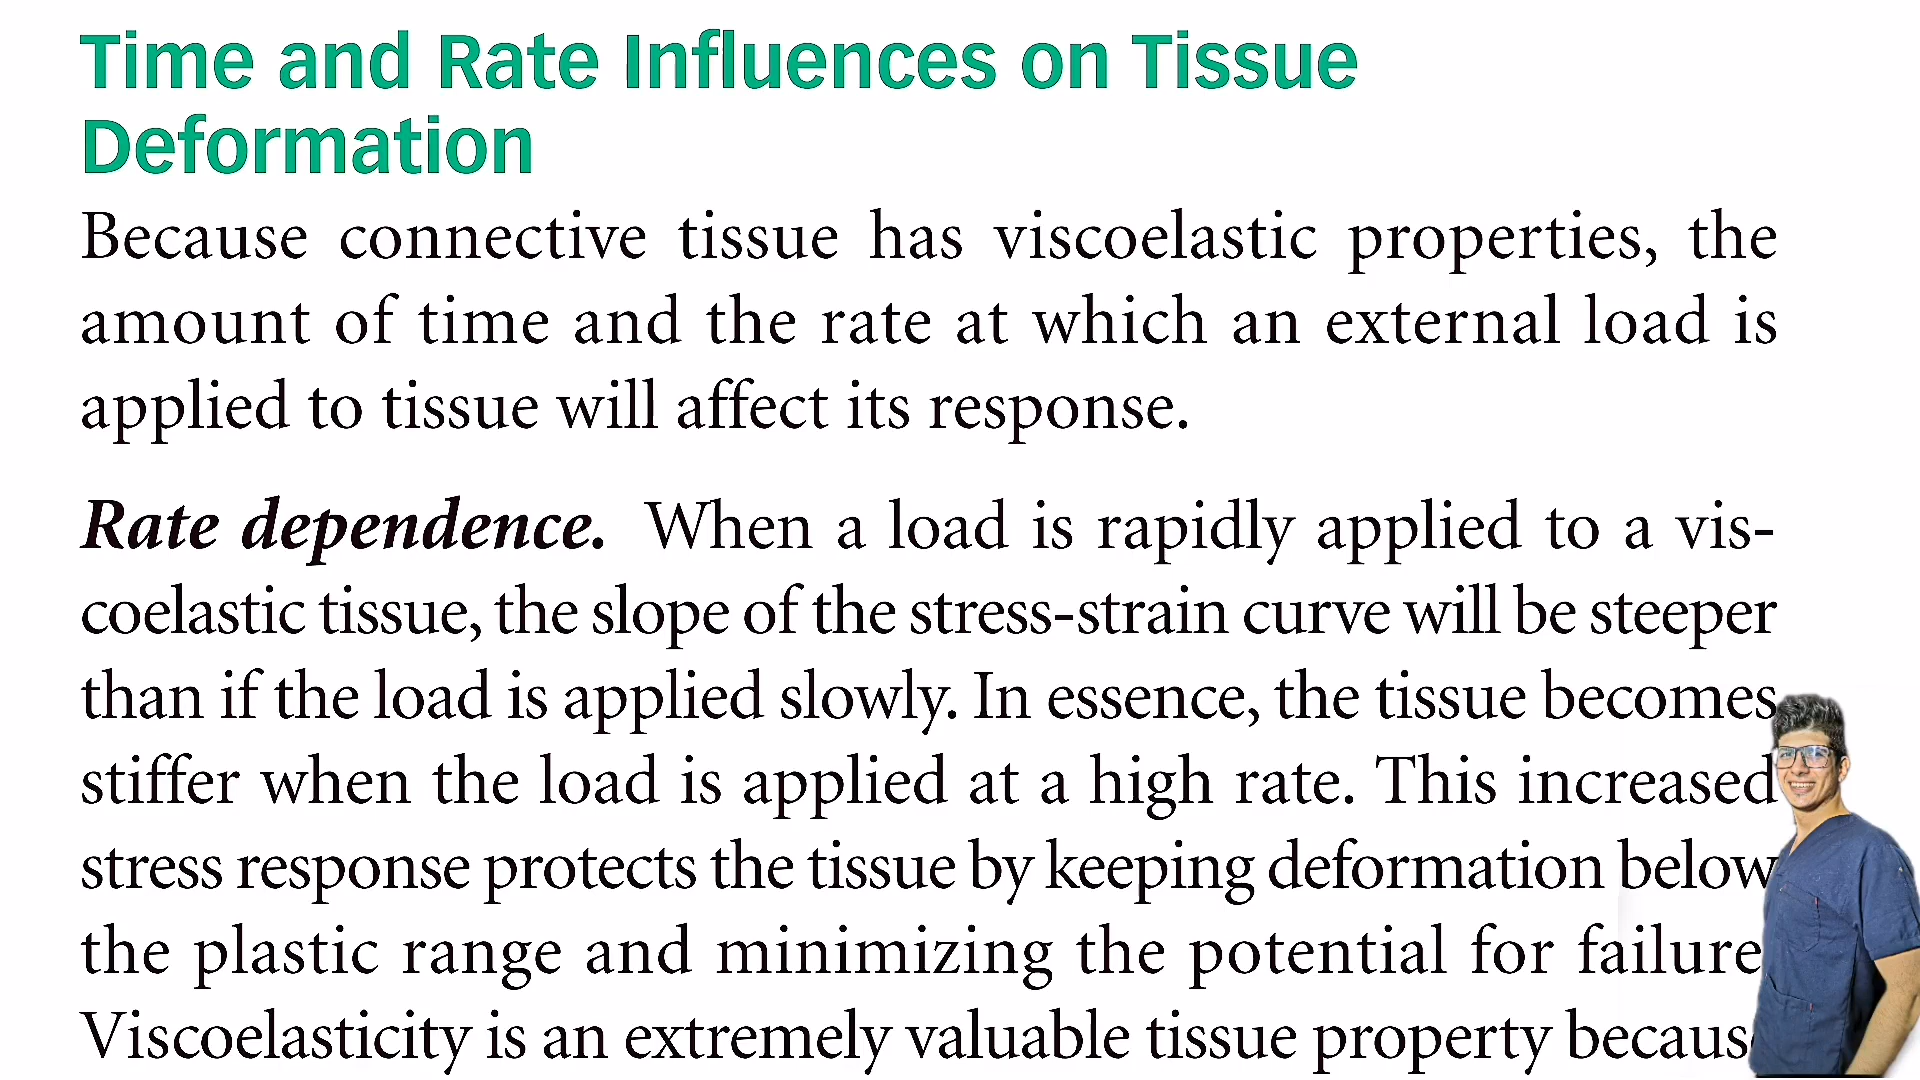 Time and Rate Influences on Tissue
Deformation
Because connective tissue has viscoelastic properties, the
amount of time and the rate at which an external load is
applied to tissue will affect its response.
Rate dependence. When a load is rapidly applied to a vis-
coelastic tissue, the slope of the stress-strain curve will be steeper
than if the load is applied slowly. In essence, the tissue becomes
stiffer when the load is applied at a high rate. This increased
stress response protects the tissue by keeping deformation below
the plastic range and minimizing the potential for failure
Viscoelasticity is an extremely valuable tissue property because